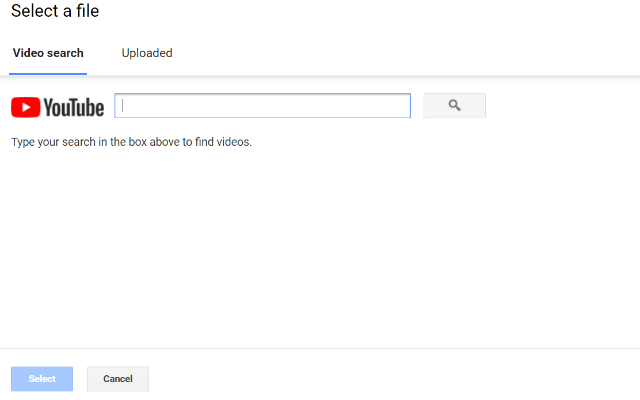 Select a file
Video search Uploaded
YouTube
Type your search in the box above to find videos.
Select Cancel